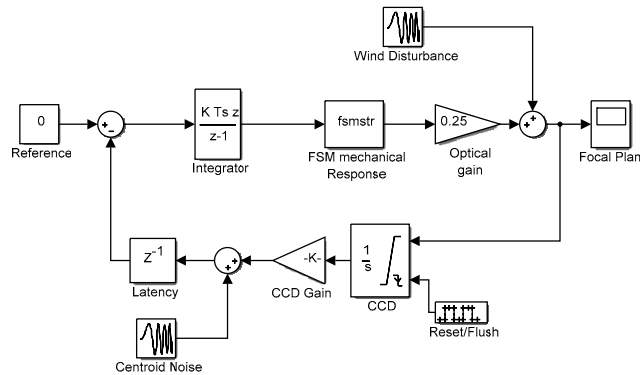 Wind Disturbance
0
Reference
K Ts z
z-1
Integrator
fsmstr
FSM mechanical
Response
0.25
Optical
gain
Focal Plan
z-1
Latency
-K-
CCD Gain
1
s
CCD
Reset/Flush
Centroid Noise